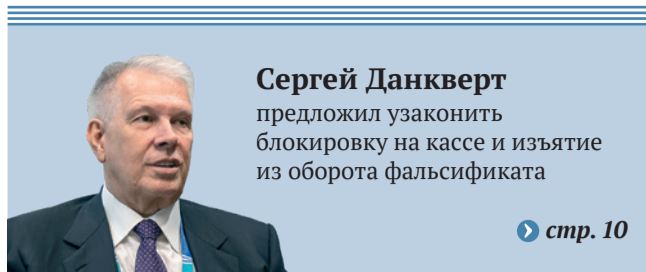 Сергей Данкверт
предложил узаконить
блокировку на кассе и изъятие
из оборота фальсификата
стр. 10